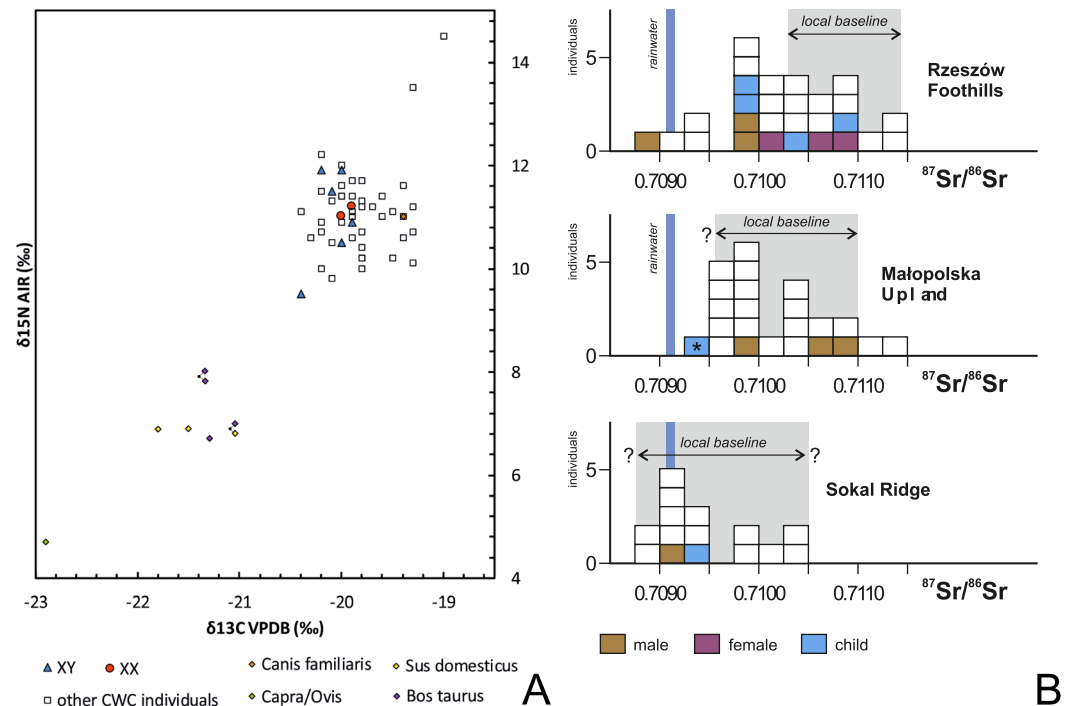 14
12
10
8
6
4
δ15N AIR (‰)
-23 -22 -21 -20 -19
δ13C VPDB (‰)
XY XX
other CWC individuals
Canis familiaris Sus domesticus
Capra/Ovis Bos taurus
A
B
individuals
5
0
rainwater
local baseline
Rzeszów
Foothills
0.7090 0.7100 0.7110 ⁸⁷Sr/⁸⁶Sr
individuals
5
0
rainwater
? local baseline
*
Małopolska
Upland
0.7090 0.7100 0.7110 ⁸⁷Sr/⁸⁶Sr
individuals
5
0
? local baseline ?
Sokal Ridge
0.7090 0.7100 0.7110 ⁸⁷Sr/⁸⁶Sr
male female child